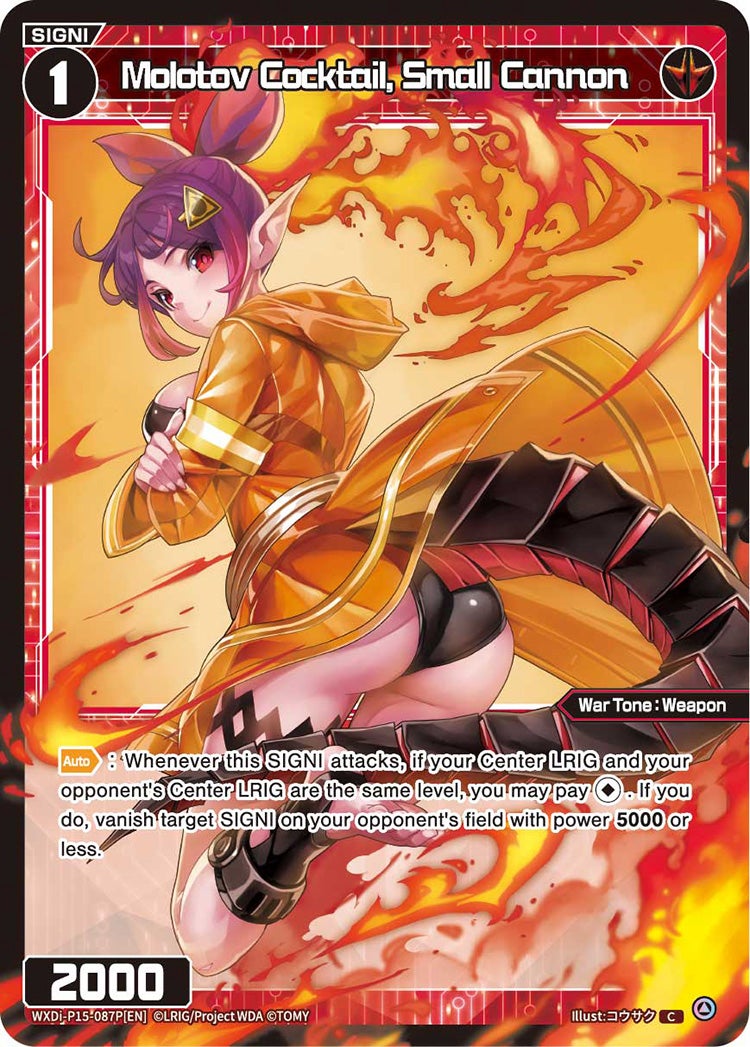 SIGNI
1
Molotov Cocktail, Small Cannon
War Tone: Weapon
Auto : Whenever this SIGNI attacks, if your Center LRIG and your
opponent's Center LRIG are the same level, you may pay ◆. If you
do, vanish target SIGNI on your opponent's field with power 5000 or
less.
2000
WXDi-P15-087P[EN] ©LRIG/Project WDA ©TOMY
Illust:コウサク C